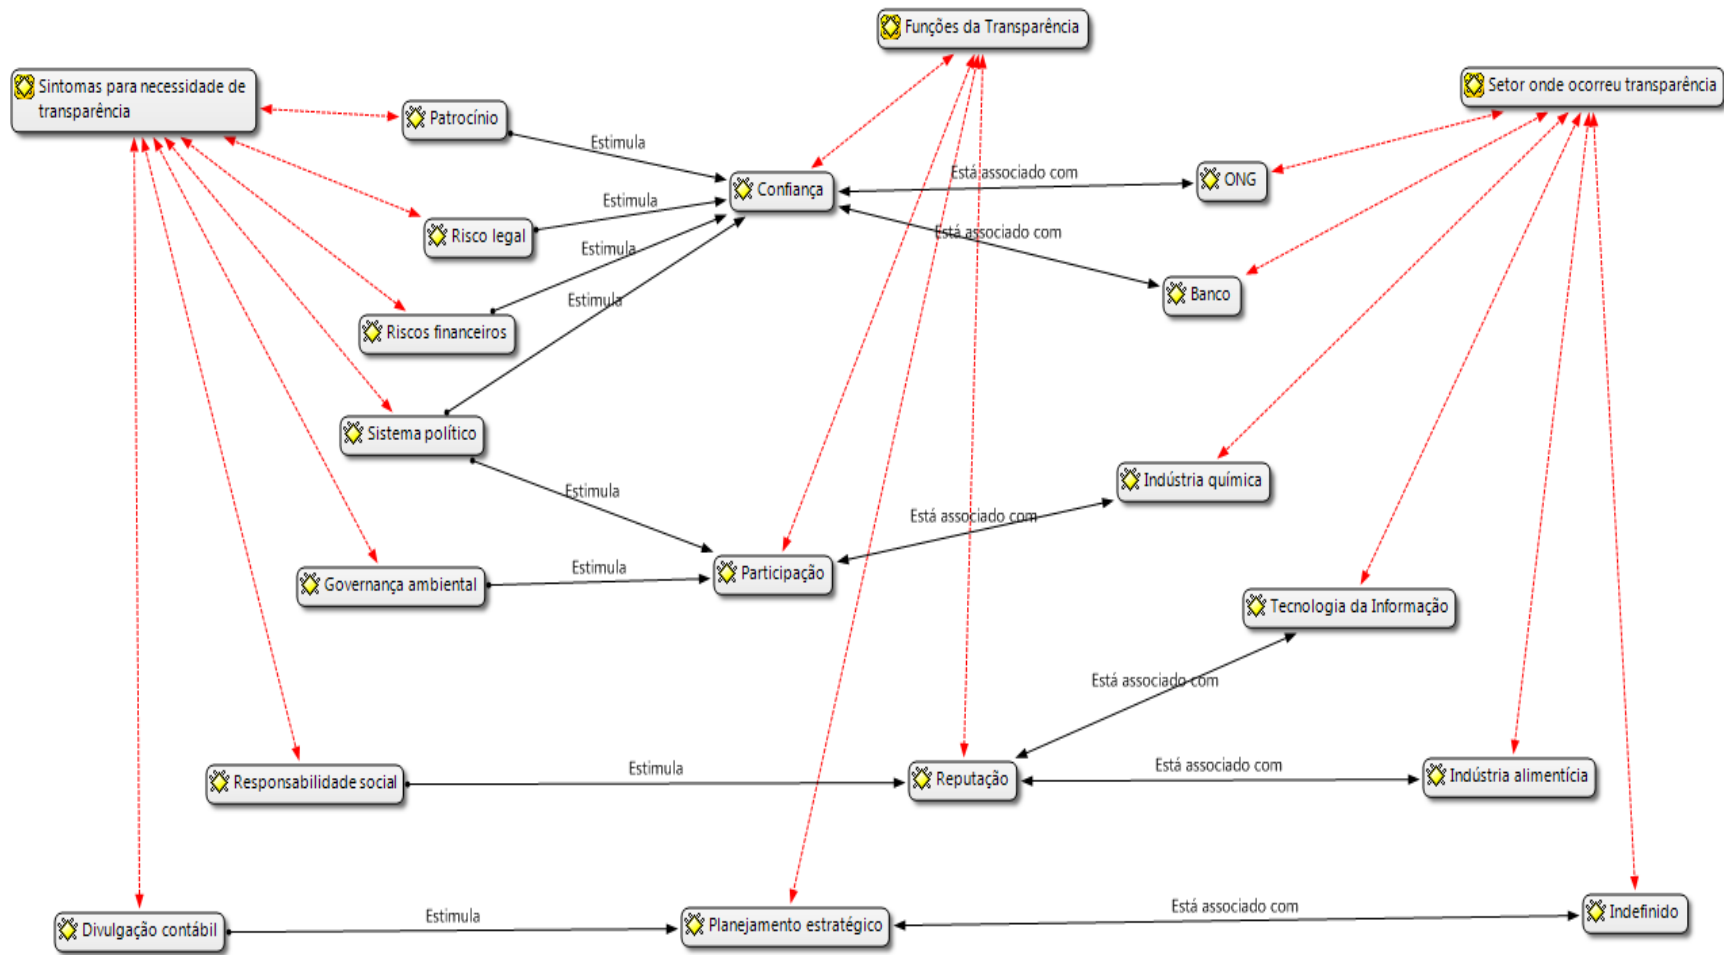 Funções da Transparência
Sintomas para necessidade de
transparência
Setor onde ocorreu transparência
Patrocínio
Estimula
Confiança
Está associado com
ONG
Estimula
Risco legal
Está associado com
Estimula
Banco
Estimula
Riscos financeiros
Sistema político
Estimula
Indústria química
Está associado com
Governança ambiental
Estimula
Participação
Tecnologia da Informação
Está associado com
Responsabilidade social
Estimula
Reputação
Está associado com
Indústria alimentícia
Divulgação contábil
Estimula
Planejamento estratégico
Está associado com
Indefinido